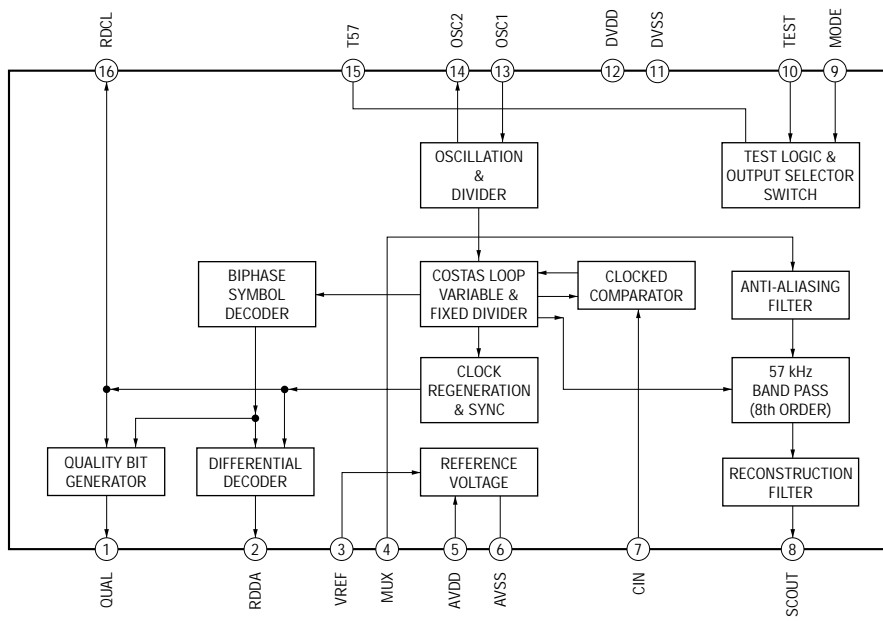 RDCL
T57
OSC2
OSC1
DVDD
DVSS
TEST
MODE
16
15
14
13
12
11
10
9
OSCILLATION
&
DIVIDER
TEST LOGIC &
OUTPUT SELECTOR
SWITCH
BIPHASE
SYMBOL
DECODER
COSTAS LOOP
VARIABLE &
FIXED DIVIDER
CLOCKED
COMPARATOR
ANTI-ALIASING
FILTER
CLOCK
REGENERATION
& SYNC
57 kHz
BAND PASS
(8th ORDER)
QUALITY BIT
GENERATOR
DIFFERENTIAL
DECODER
REFERENCE
VOLTAGE
RECONSTRUCTION
FILTER
1
2
3
4
5
6
7
8
QUAL
RDDA
VREF
MUX
AVDD
AVSS
CIN
SCOUT